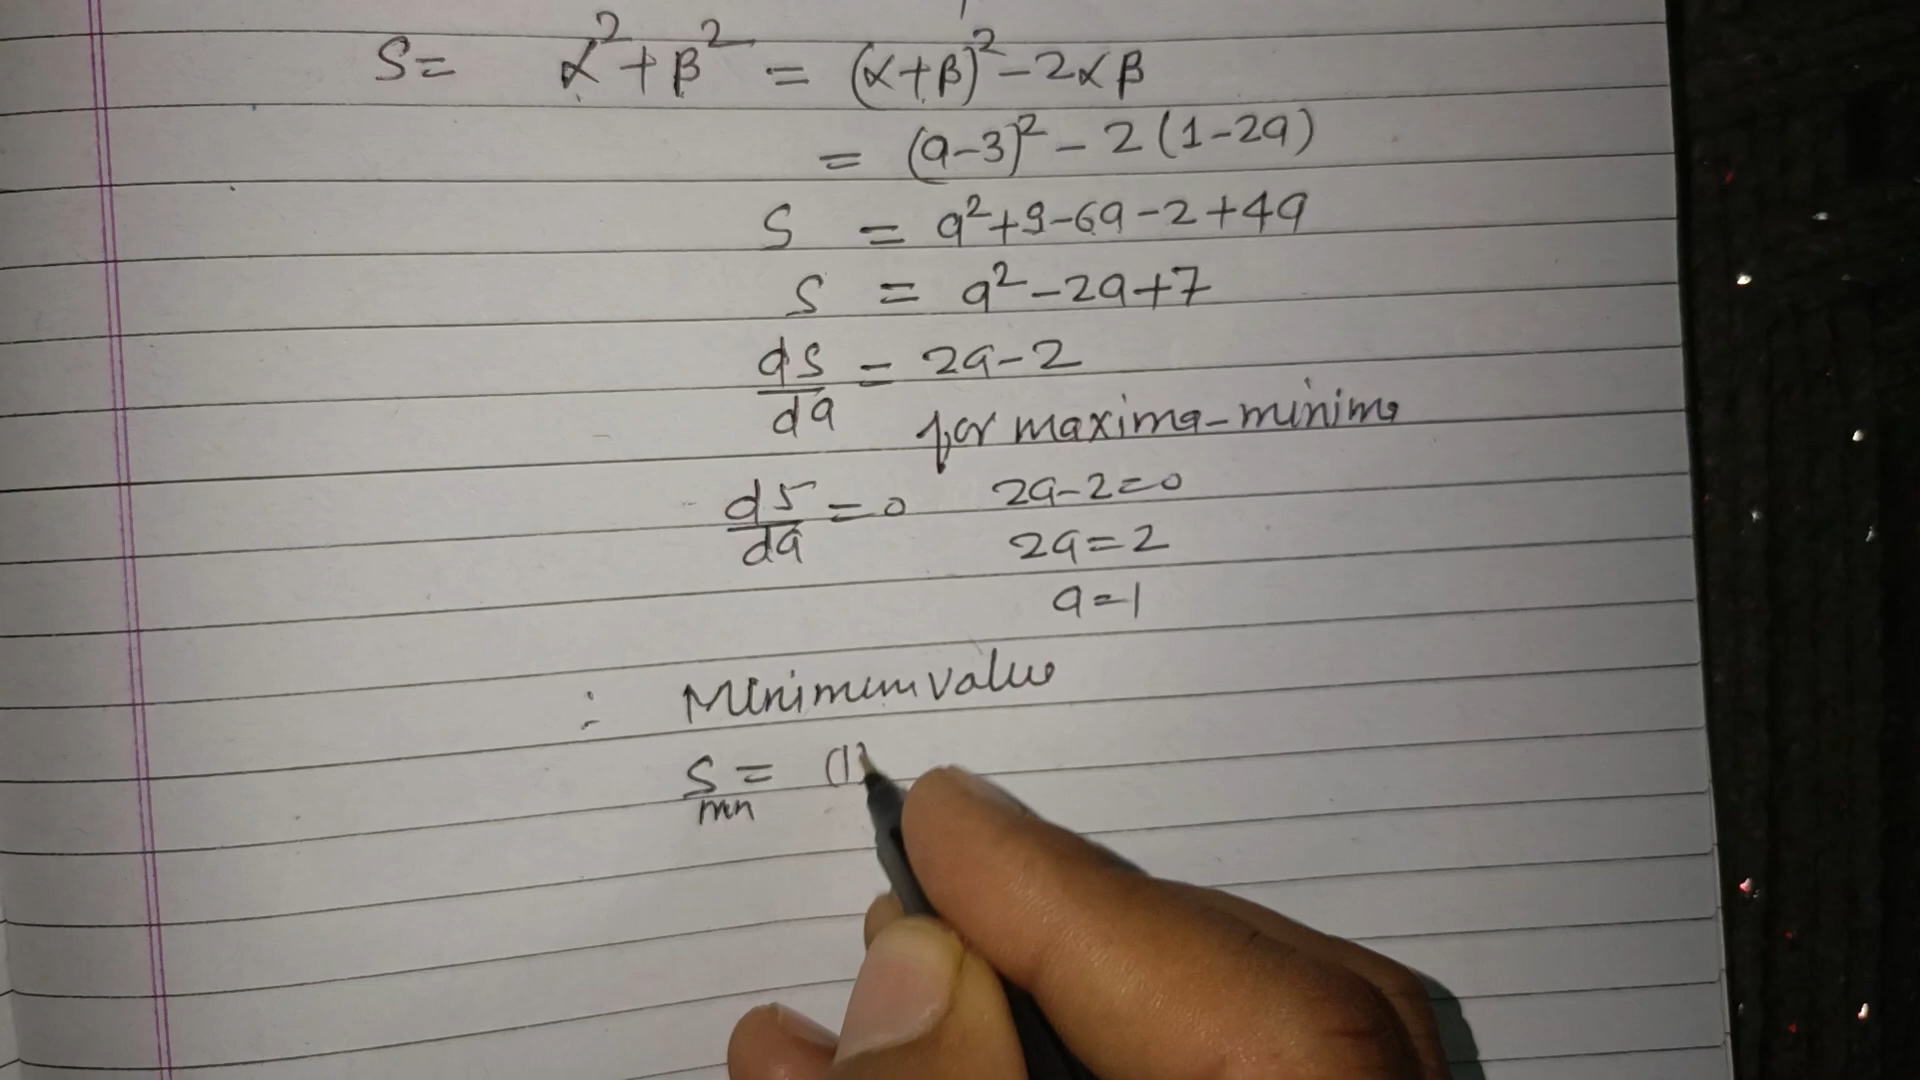 S = α² + β² = (α+β)² - 2αβ
= (a-3)² - 2(1-2a)
S = a²+9-6a-2+4a
S = a²-2a+7
dS/da = 2a-2
for maxima-minima
dS/da = 0 2a-2=0
2a=2
a=1
∴ Minimum value
S min = (1)